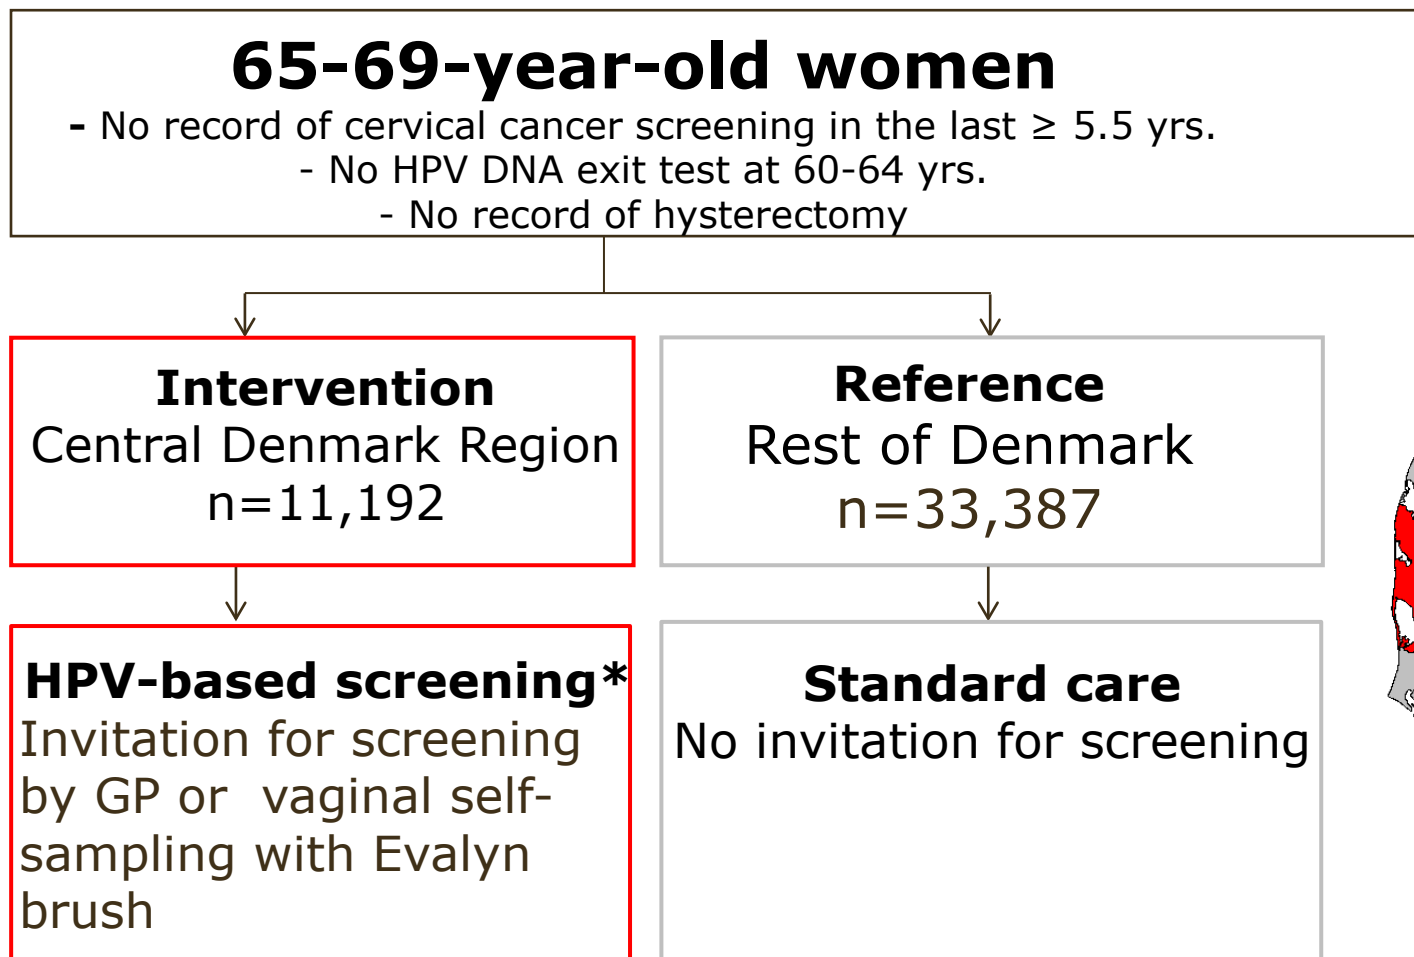 65-69-year-old women
- No record of cervical cancer screening in the last ≥ 5.5 yrs.
- No HPV DNA exit test at 60-64 yrs.
- No record of hysterectomy
Intervention
Central Denmark Region
n=11,192
Reference
Rest of Denmark
n=33,387
HPV-based screening*
Invitation for screening
by GP or  vaginal self-
sampling with Evalyn
brush
Standard care
No invitation for screening